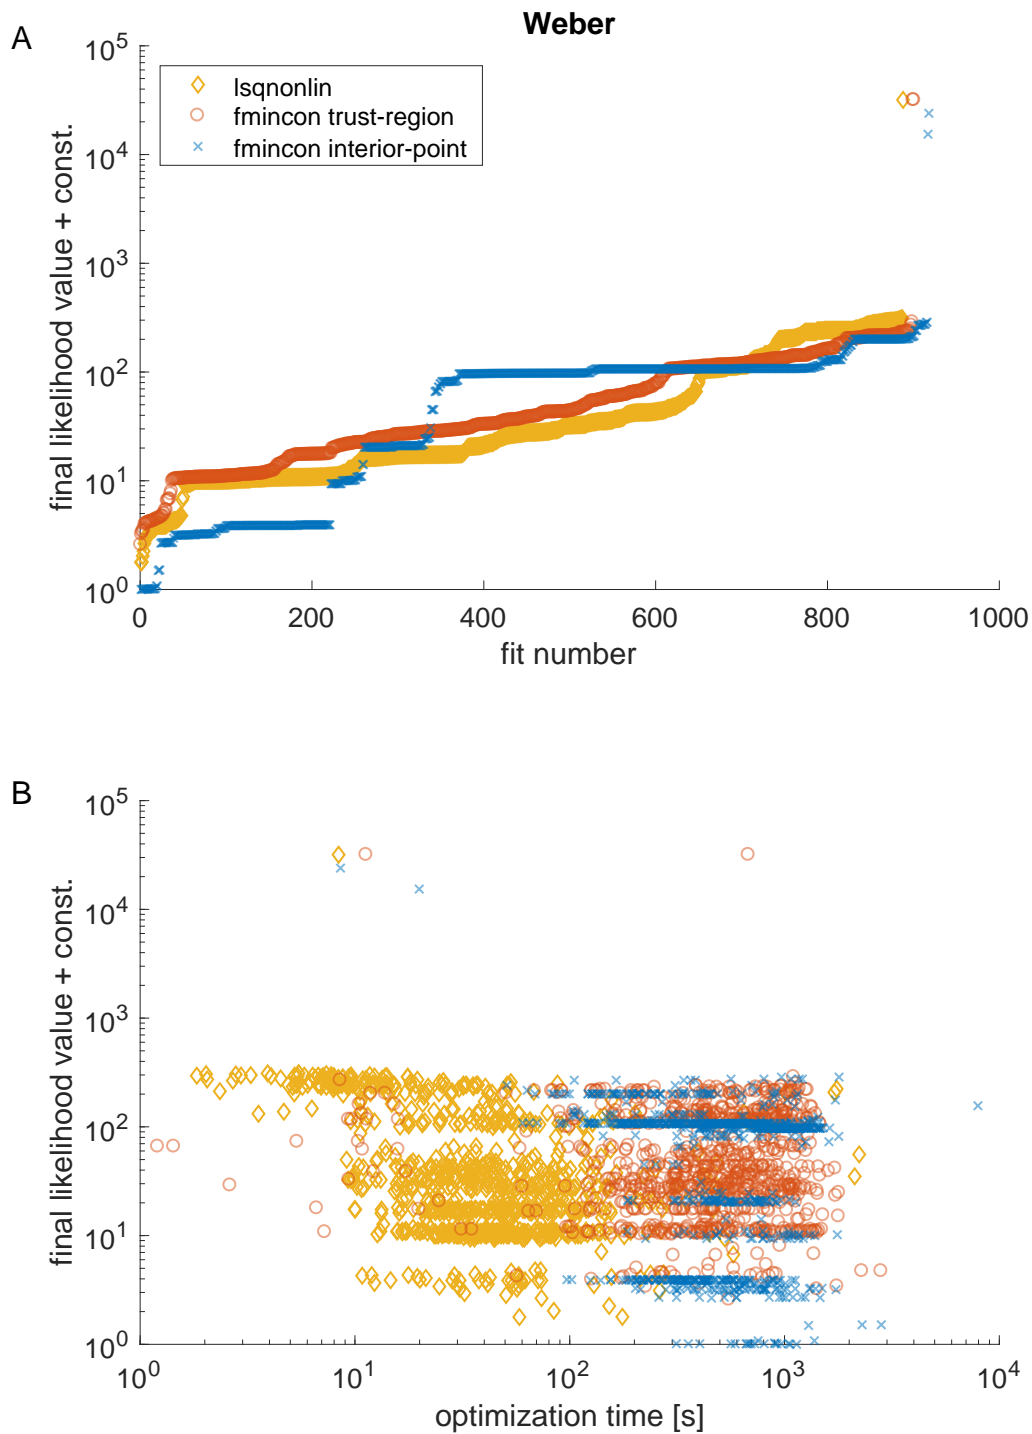 Weber
A
10^5
10^4
10^3
10^2
10^1
10^0
final likelihood value + const.
lsqnonlin
fmincon trust-region
fmincon interior-point
0 200 400 600 800 1000
fit number
B
10^5
10^4
10^3
10^2
10^1
10^0
final likelihood value + const.
10^0 10^1 10^2 10^3 10^4
optimization time [s]